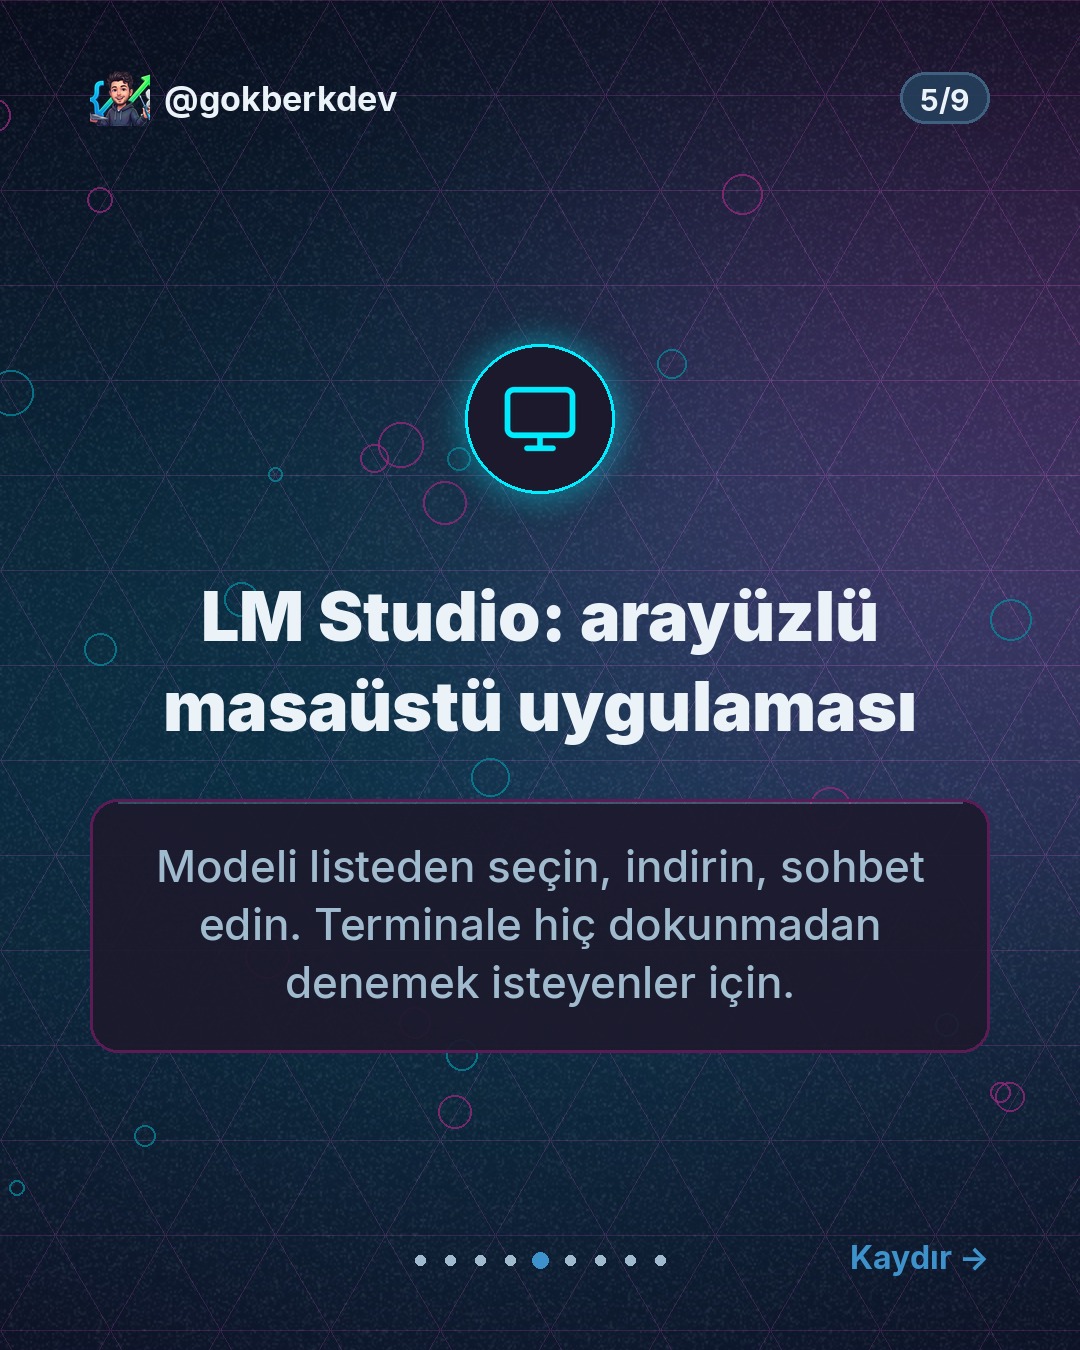 @gokberkdev
5/9
LM Studio: arayüzlü
masaüstü uygulaması
Modeli listeden seçin, indirin, sohbet
edin. Terminale hiç dokunmadan
denemek isteyenler için.
Kaydır →